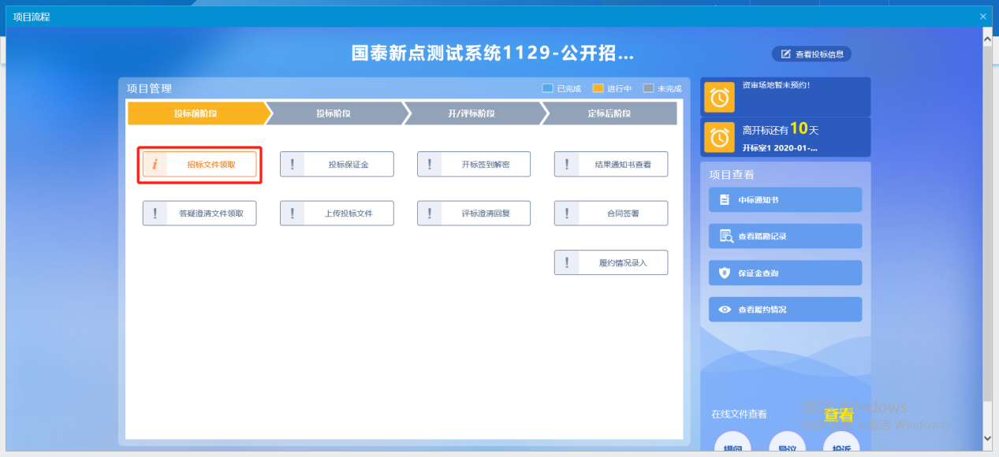 项目流程
国泰新点测试系统1129-公开招...
查看投标信息
项目管理
已完成
进行中
未完成
投标前阶段
投标阶段
开/评标阶段
定标后阶段
招标文件领取
投标保证金
开标签到解密
结果通知书查看
答疑澄清文件领取
上传投标文件
评标澄清回复
合同签署
履约情况录入
资审场地暂未预约!
离开标还有10天
开标室1 2020-01-...
项目查看
中标通知书
查看踏勘记录
保证金查询
查看履约情况
在线文件查看
查看
激活 Windows
激活 Windows。
提问
异议
投诉